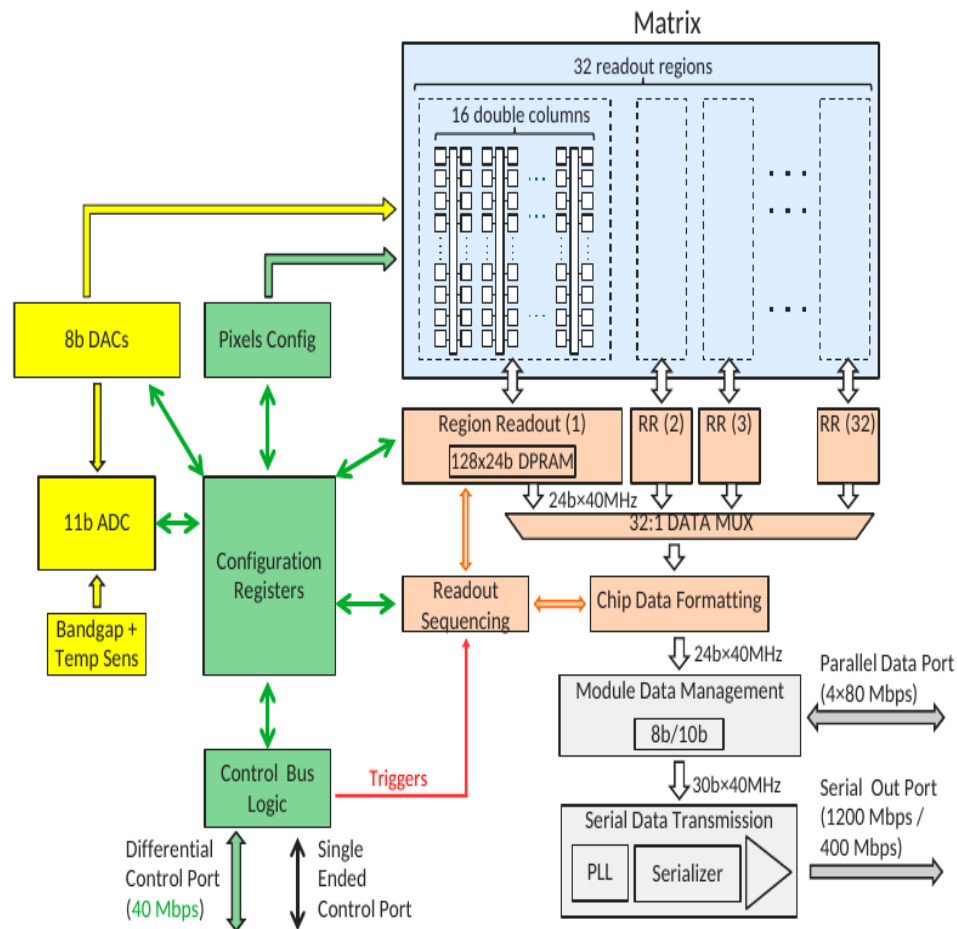 Matrix
32 readout regions
16 double columns
8b DACs
Pixels Config
Region Readout (1)
128x24b DPRAM
RR (2)
RR (3)
RR (32)
24b×40MHz
32:1 DATA MUX
11b ADC
Configuration
Registers
Readout
Sequencing
Chip Data Formatting
Bandgap +
Temp Sens
24b×40MHz
Parallel Data Port
(4×80 Mbps)
Module Data Management
8b/10b
Control Bus
Logic
Triggers
30b×40MHz
Serial Out Port
(1200 Mbps /
400 Mbps)
Serial Data Transmission
PLL
Serializer
Differential
Control Port
(40 Mbps)
Single
Ended
Control Port